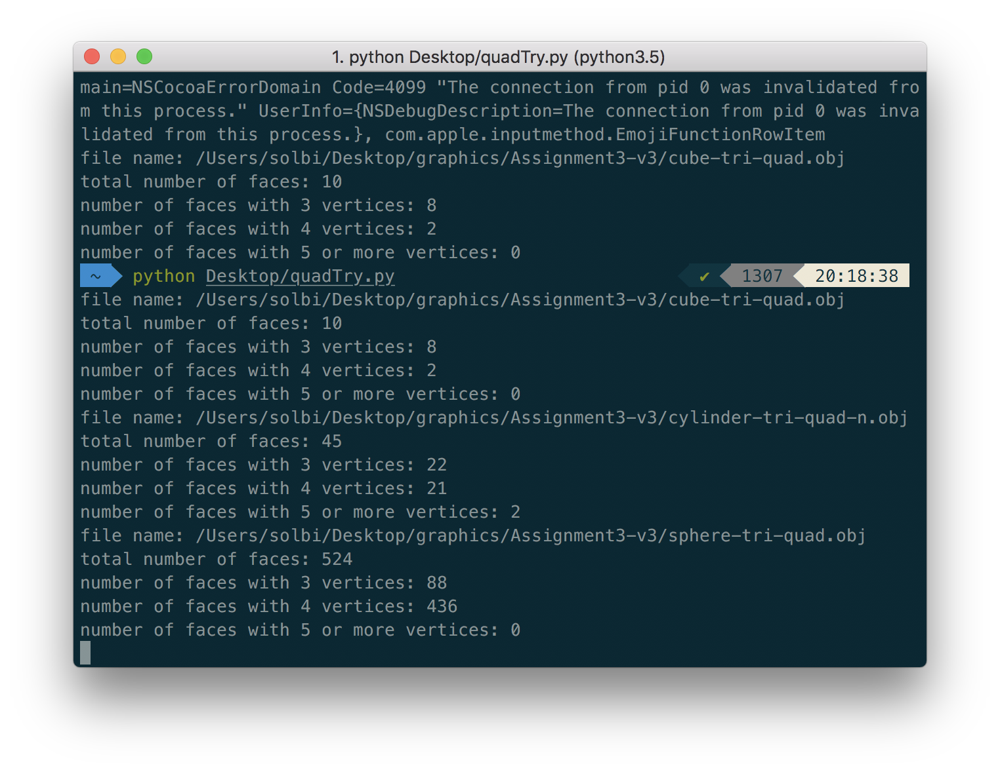 1. python Desktop/quadTry.py (python3.5)
main=NSCocoaErrorDomain Code=4099 "The connection from pid 0 was invalidated fro
m this process." UserInfo={NSDebugDescription=The connection from pid 0 was inva
lidated from this process.}, com.apple.inputmethod.EmojiFunctionRowItem
file name: /Users/solbi/Desktop/graphics/Assignment3-v3/cube-tri-quad.obj
total number of faces: 10
number of faces with 3 vertices: 8
number of faces with 4 vertices: 2
number of faces with 5 or more vertices: 0
~ python Desktop/quadTry.py ✔ 1307 20:18:38
file name: /Users/solbi/Desktop/graphics/Assignment3-v3/cube-tri-quad.obj
total number of faces: 10
number of faces with 3 vertices: 8
number of faces with 4 vertices: 2
number of faces with 5 or more vertices: 0
file name: /Users/solbi/Desktop/graphics/Assignment3-v3/cylinder-tri-quad-n.obj
total number of faces: 45
number of faces with 3 vertices: 22
number of faces with 4 vertices: 21
number of faces with 5 or more vertices: 2
file name: /Users/solbi/Desktop/graphics/Assignment3-v3/sphere-tri-quad.obj
total number of faces: 524
number of faces with 3 vertices: 88
number of faces with 4 vertices: 436
number of faces with 5 or more vertices: 0